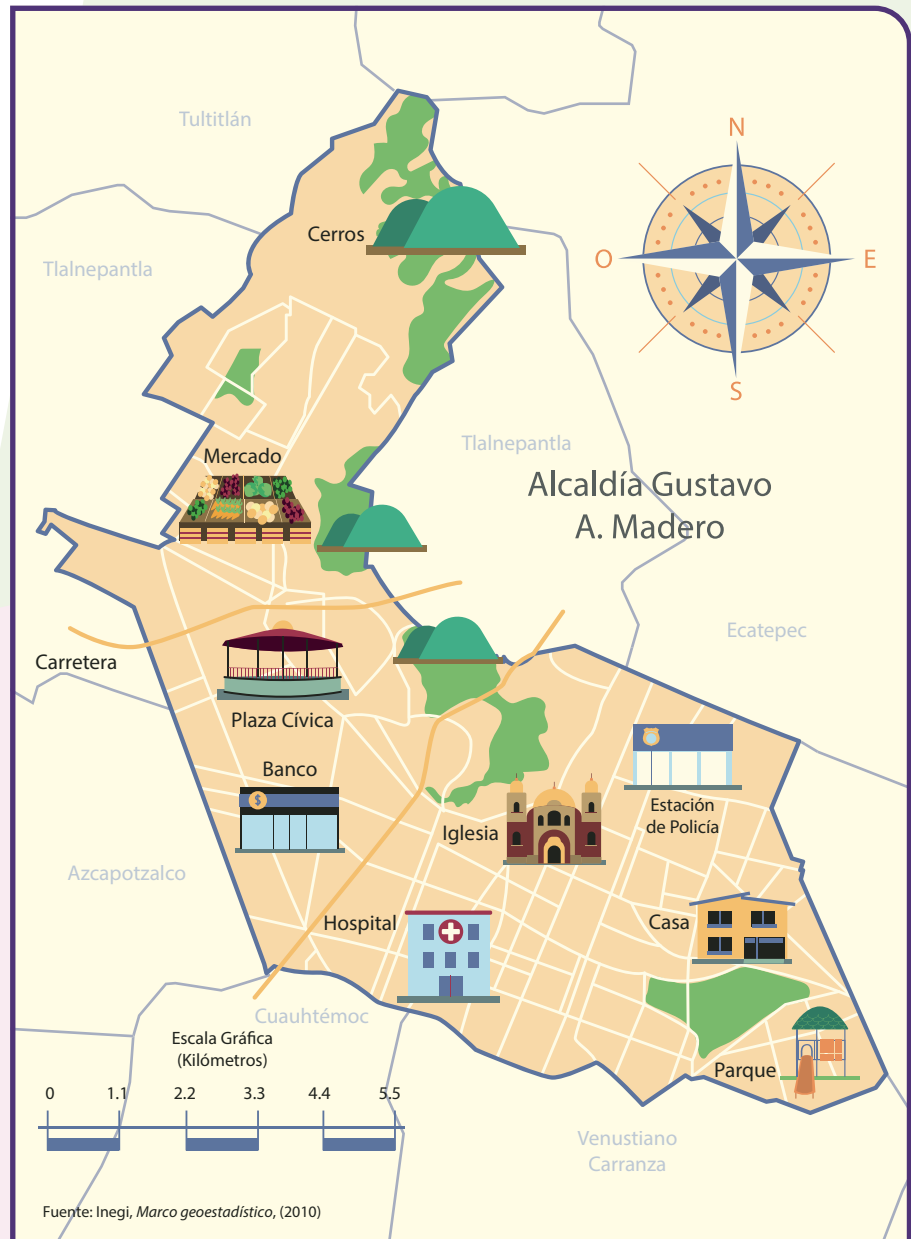 Tultitlán
N
Cerros
O
E
Tlalnepantla
S
Tlalnepantla
Mercado
Alcaldía Gustavo
A. Madero
Ecatepec
Carretera
Plaza Cívica
Banco
$
Estación
de Policía
Iglesia
Azcapotzalco
Hospital
Casa
Cuauhtémoc
Escala Gráfica
(Kilómetros)
Parque
0 1.1 2.2 3.3 4.4 5.5
Venustiano
Carranza
Fuente: Inegi, Marco geoestadístico, (2010)